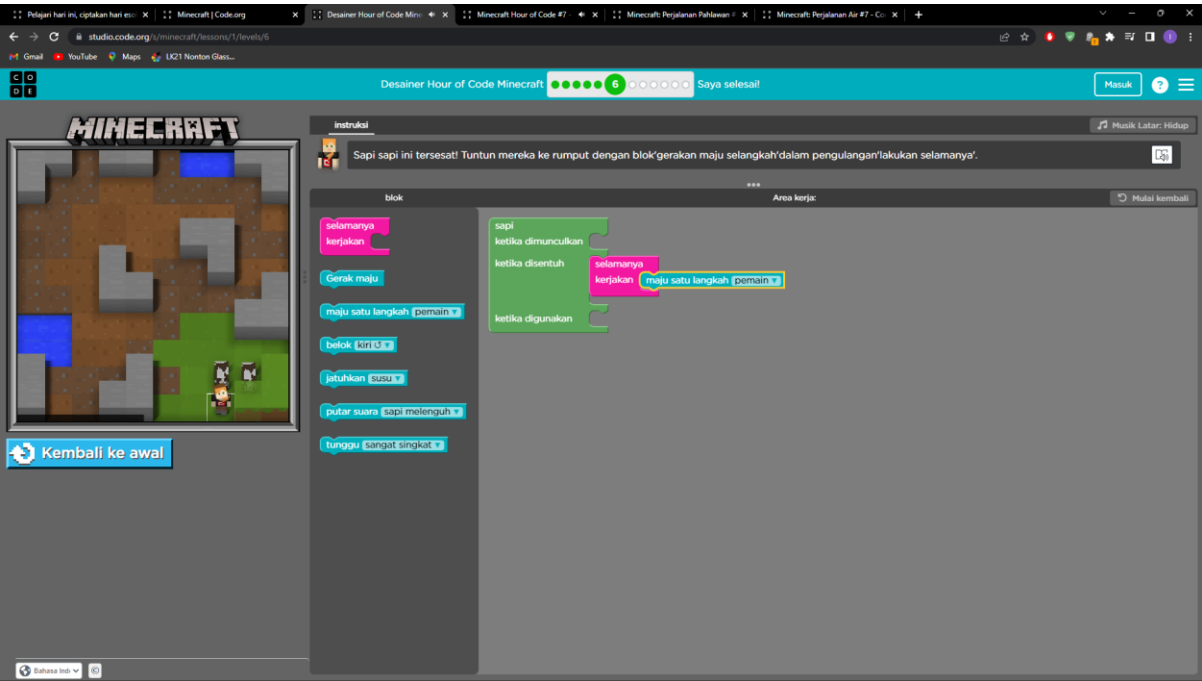 Pelajari hari ini, ciptakan hari eso
Minecraft | Code.org
Desainer Hour of Code Mine
Minecraft Hour of Code #7 -
Minecraft: Perjalanan Pahlawan #
Minecraft: Perjalanan Air #7 - Co
studio.code.org/s/minecraft/lessons/1/levels/6
Gmail
YouTube
Maps
LK21 Nonton Glass...
C O
D E
Desainer Hour of Code Minecraft
6
Saya selesai!
Masuk
?
MINECRAFT
instruksi
Musik Latar: Hidup
Sapi sapi ini tersesat! Tuntun mereka ke rumput dengan blok'gerakan maju selangkah'dalam pengulangan'lakukan selamanya'.
blok
Area kerja:
Mulai kembali
selamanya
kerjakan
Gerak maju
maju satu langkah pemain
belok kiri
jatuhkan susu
putar suara sapi melenguh
tunggu sangat singkat
sapi
ketika dimunculkan
ketika disentuh
selamanya
kerjakan
maju satu langkah pemain
ketika digunakan
Kembali ke awal
Bahasa Ind
©